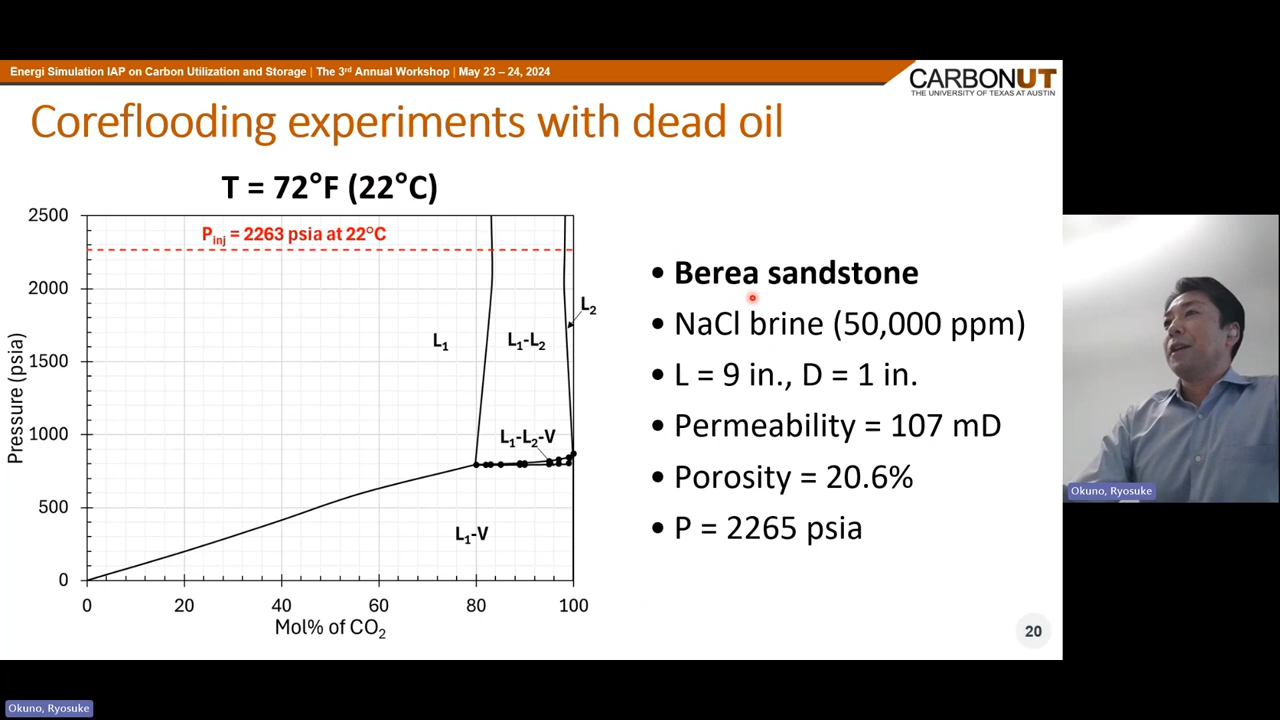 Energi Simulation IAP on Carbon Utilization and Storage | The 3rd Annual Workshop | May 23 – 24, 2024
CARBONUT
THE UNIVERSITY OF TEXAS AT AUSTIN
Coreflooding experiments with dead oil
T = 72°F (22°C)
2500
Pinj = 2263 psia at 22°C
2000
1500
1000
500
0
Pressure (psia)
L1
L1-L2
L2
L1-L2-V
L1-V
0 20 40 60 80 100
Mol% of CO2
• Berea sandstone
• NaCl brine (50,000 ppm)
• L = 9 in., D = 1 in.
• Permeability = 107 mD
• Porosity = 20.6%
• P = 2265 psia
20
Okuno, Ryosuke
Okuno, Ryosuke